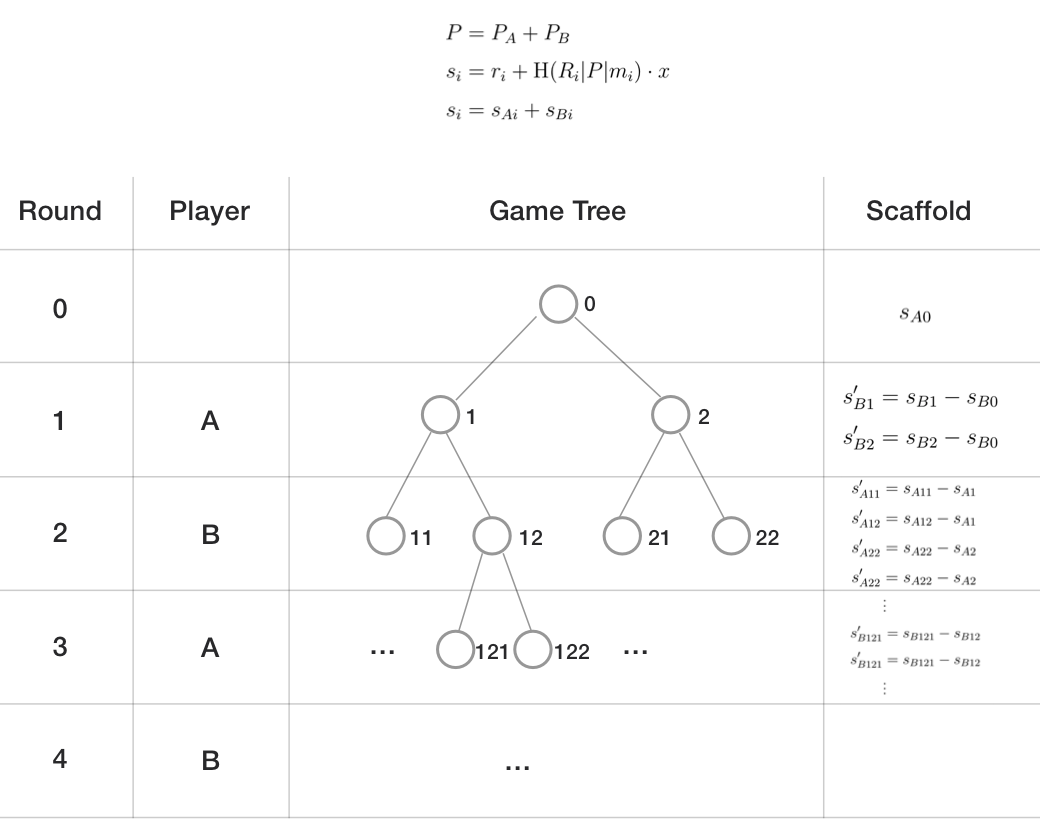 P = P_A + P_B
s_i = r_i + H(R_i|P|m_i) · x
s_i = s_{Ai} + s_{Bi}
Round Player Game Tree Scaffold
0 0 s_{A0}
1 A 1 2 s'_{B1} = s_{B1} − s_{B0}
s'_{B2} = s_{B2} − s_{B0}
2 B 11 12 21 22 s'_{A11} = s_{A11} − s_{A1}
s'_{A12} = s_{A12} − s_{A1}
s'_{A22} = s_{A22} − s_{A2}
s'_{A22} = s_{A22} − s_{A2}
⋮
3 A ... 121 122 ... s'_{B121} = s_{B121} − s_{B12}
s'_{B121} = s_{B121} − s_{B12}
⋮
4 B ...